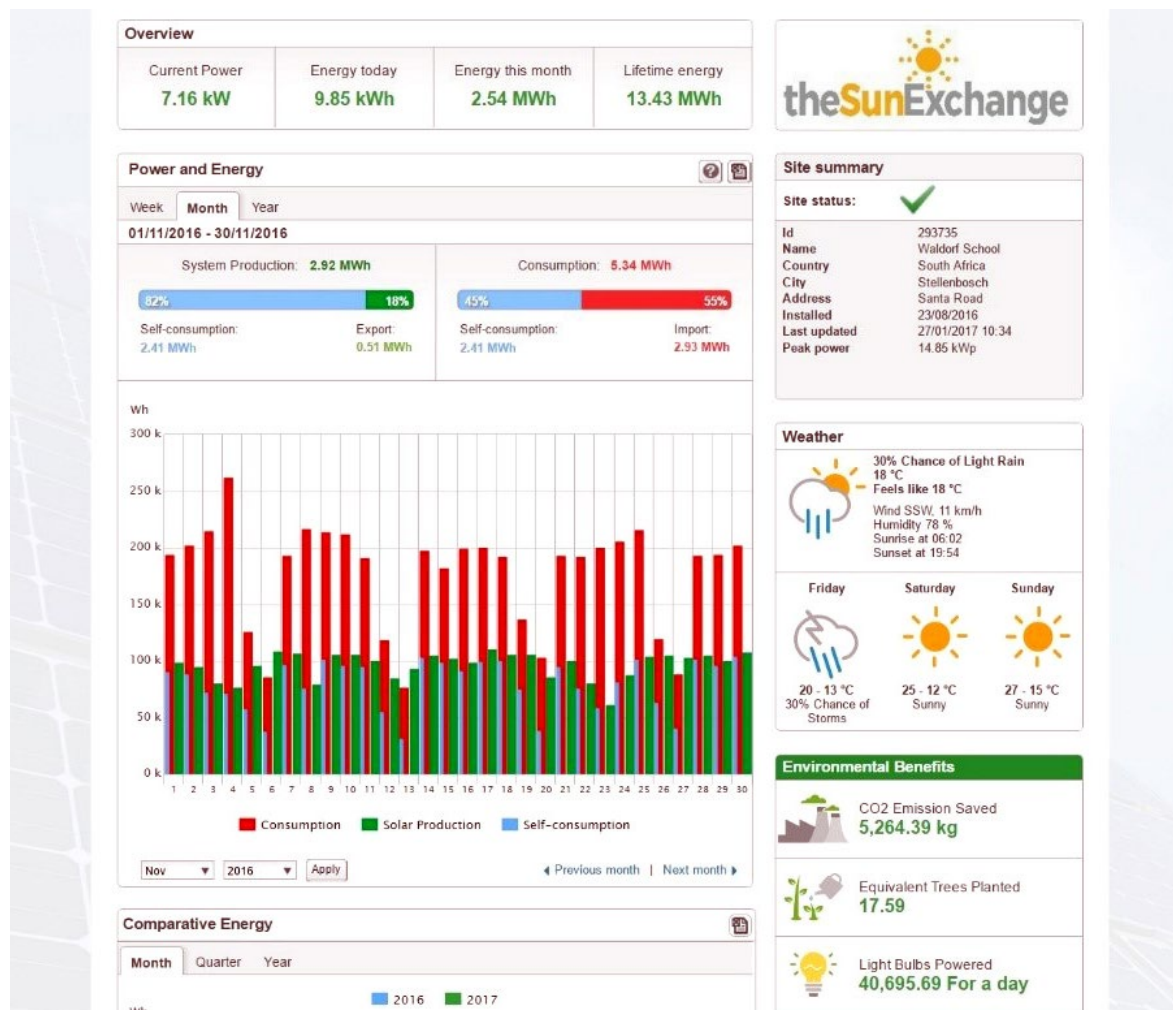 Overview
Current Power
7.16 kW
Energy today
9.85 kWh
Energy this month
2.54 MWh
Lifetime energy
13.43 MWh
theSunExchange
Power and Energy
Week Month Year
01/11/2016 - 30/11/2016
System Production: 2.92 MWh
82% 18%
Self-consumption: Export:
2.41 MWh 0.51 MWh
Consumption: 5.34 MWh
45% 55%
Self-consumption: Import:
2.41 MWh 2.93 MWh
Wh
300 k
250 k
200 k
150 k
100 k
50 k
0 k
1 2 3 4 5 6 7 8 9 10 11 12 13 14 15 16 17 18 19 20 21 22 23 24 25 26 27 28 29 30
Consumption Solar Production Self-consumption
Nov 2016 Apply Previous month | Next month
Comparative Energy
Month Quarter Year
2016 2017
Wh
Site summary
Site status:
Id 293735
Name Waldorf School
Country South Africa
City Stellenbosch
Address Santa Road
Installed 23/08/2016
Last updated 27/01/2017 10:34
Peak power 14.85 kWp
Weather
30% Chance of Light Rain
18 °C
Feels like 18 °C
Wind SSW, 11 km/h
Humidity 78 %
Sunrise at 06:02
Sunset at 19:54
Friday
20 - 13 °C
30% Chance of
Storms
Saturday
25 - 12 °C
Sunny
Sunday
27 - 15 °C
Sunny
Environmental Benefits
CO2 Emission Saved
5,264.39 kg
Equivalent Trees Planted
17.59
Light Bulbs Powered
40,695.69 For a day